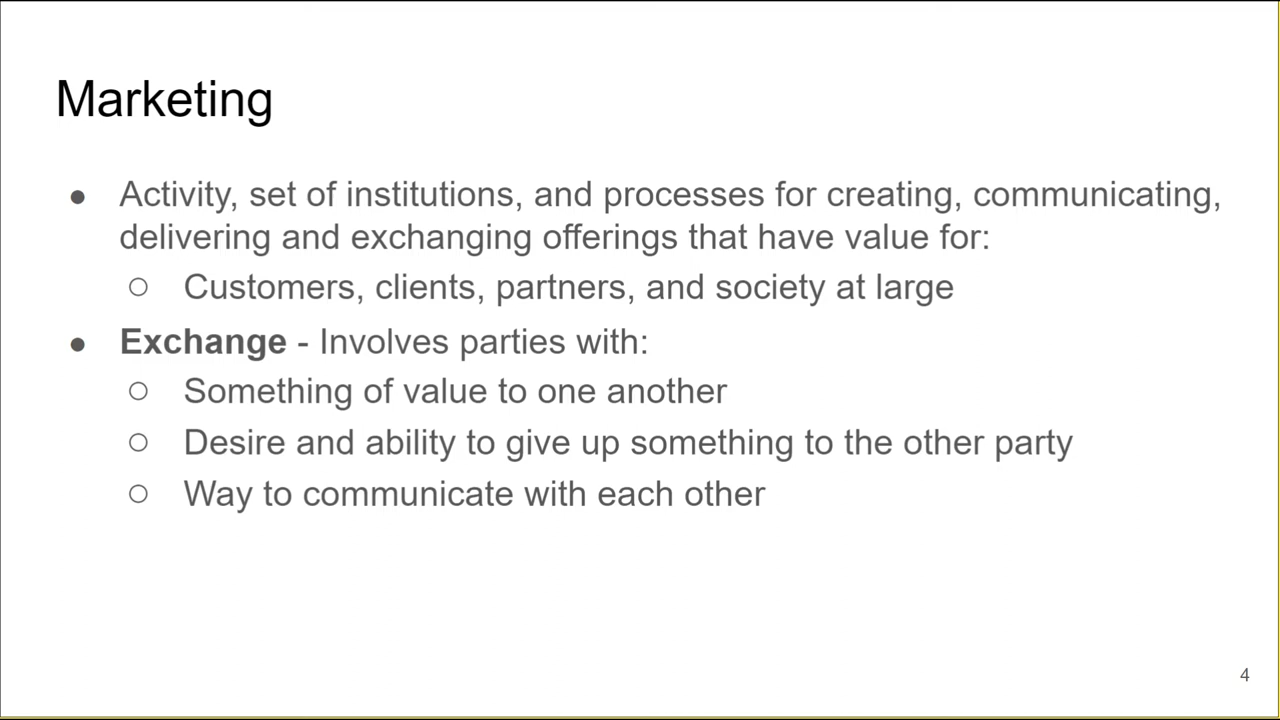 Marketing
● Activity, set of institutions, and processes for creating, communicating,
delivering and exchanging offerings that have value for:
○ Customers, clients, partners, and society at large
● Exchange - Involves parties with:
○ Something of value to one another
○ Desire and ability to give up something to the other party
○ Way to communicate with each other
4